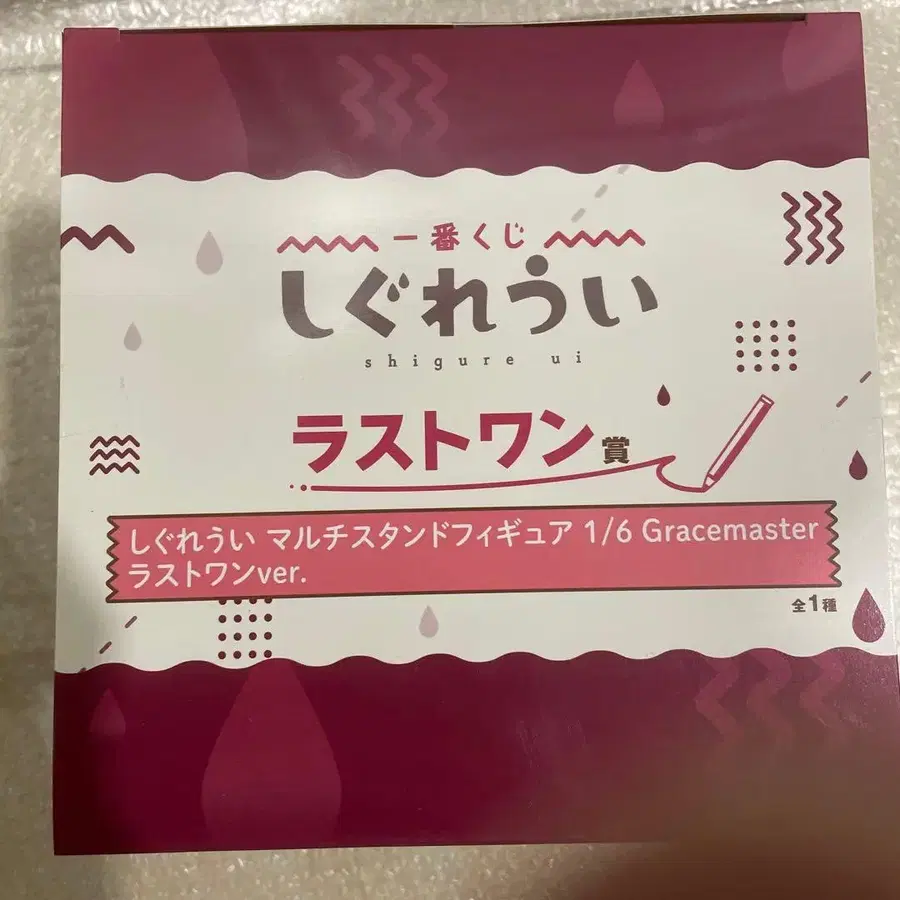 一番くじ
しぐれうい
shigure ui
ラストワン賞
しぐれうい マルチスタンドフィギュア 1/6 Gracemaster
ラストワンver.
全1種